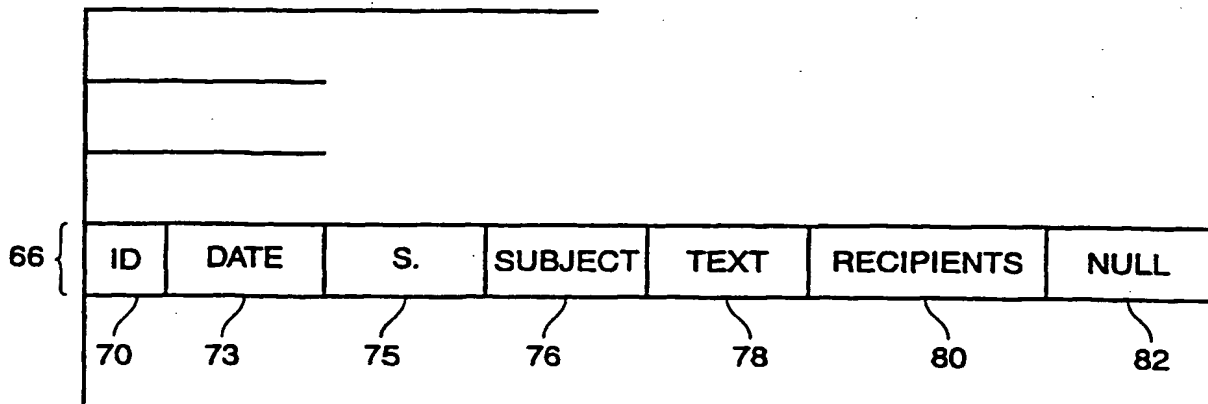 66 { ID DATE S. SUBJECT TEXT RECIPIENTS NULL
70 73 75 76 78 80 82